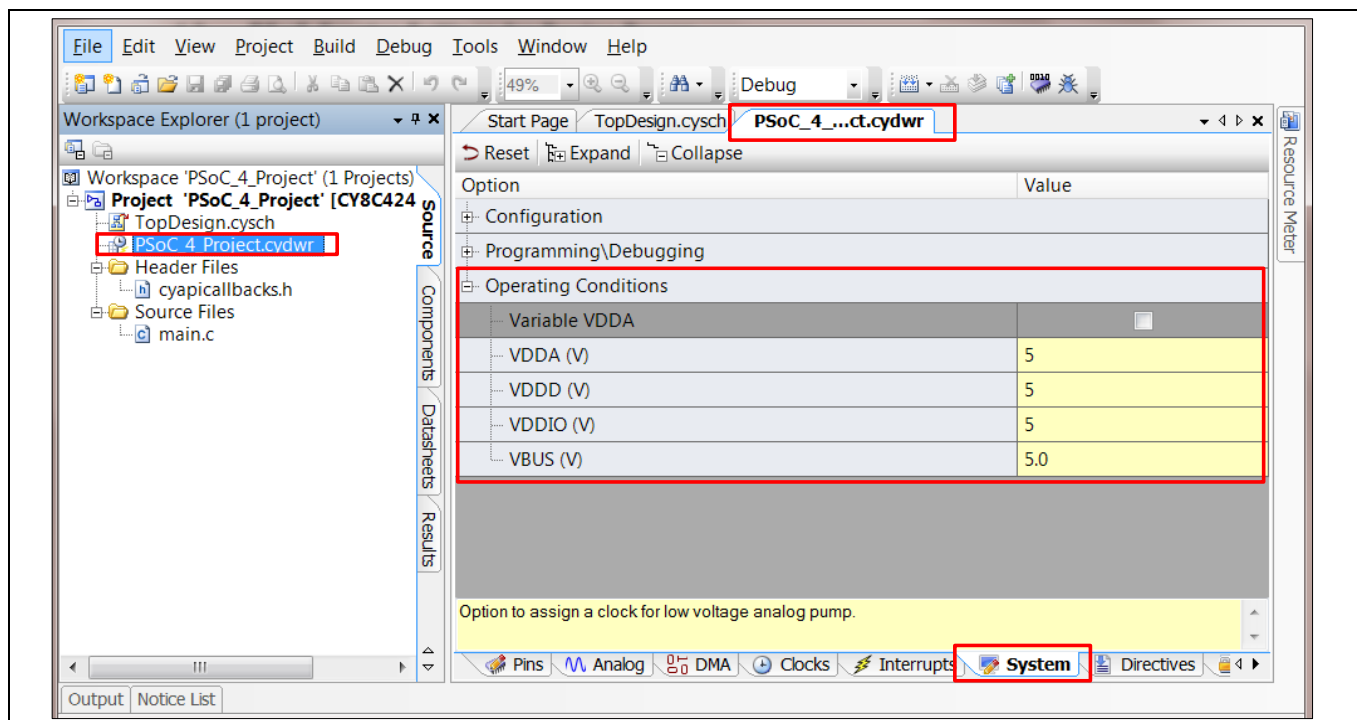 File Edit View Project Build Debug Tools Window Help
49% Debug
Workspace Explorer (1 project)
Start Page TopDesign.cysch PSoC_4_...ct.cydwr
Reset Expand Collapse
Workspace 'PSoC_4_Project' (1 Projects)
Project 'PSoC_4_Project' [CY8C424
TopDesign.cysch
PSoC_4_Project.cydwr
Header Files
cyapicallbacks.h
Source Files
main.c
Source
Components
Datasheets
Results
Option Value
Configuration
Programming\Debugging
Operating Conditions
Variable VDDA
VDDA (V) 5
VDDD (V) 5
VDDIO (V) 5
VBUS (V) 5.0
Option to assign a clock for low voltage analog pump.
Pins Analog DMA Clocks Interrupts System Directives
Resource Meter
Output Notice List